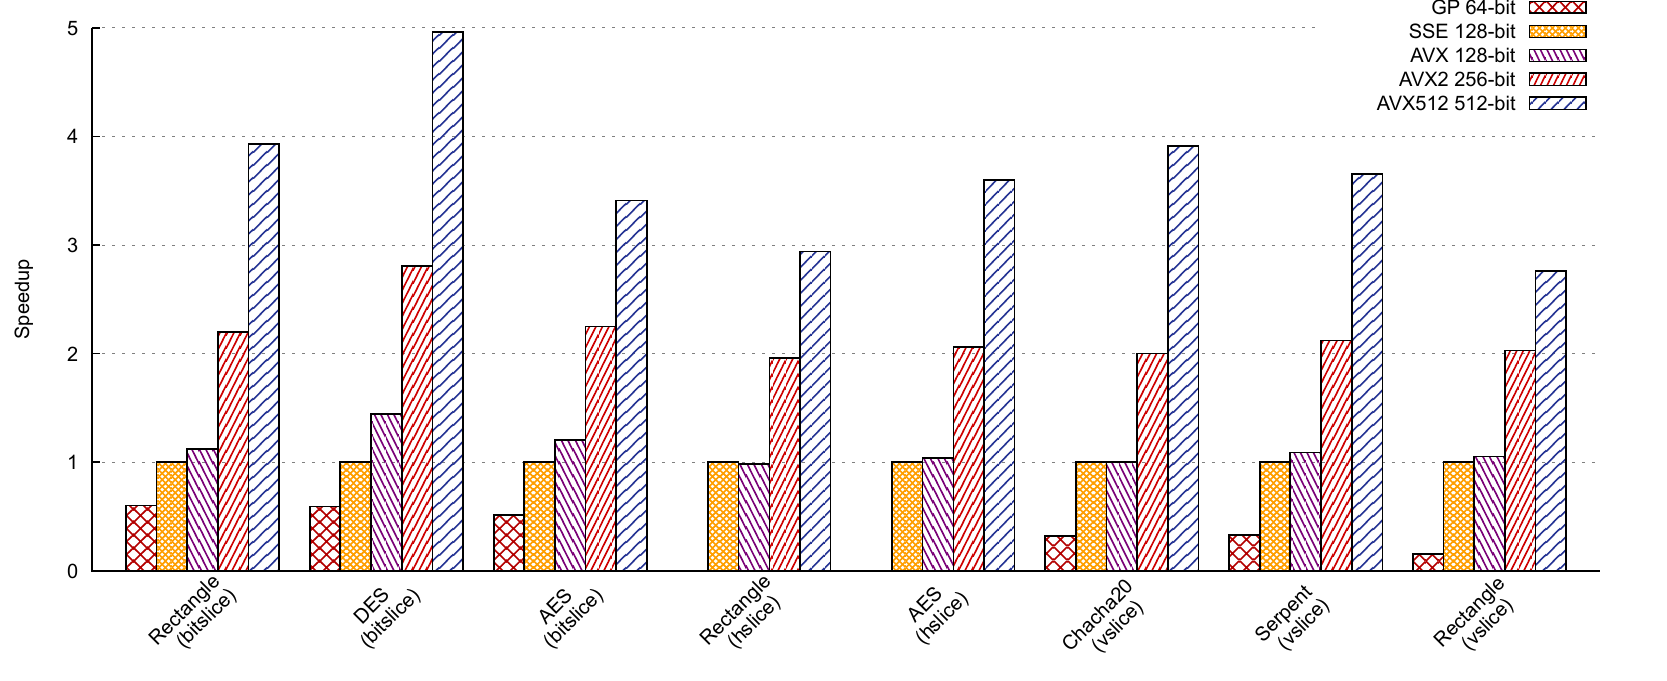 GP 64-bit
SSE 128-bit
AVX 128-bit
AVX2 256-bit
AVX512 512-bit
Speedup
5
4
3
2
1
0
Rectangle
(bitslice)
DES
(bitslice)
AES
(bitslice)
Rectangle
(hslice)
AES
(hslice)
Chacha20
(vslice)
Serpent
(vslice)
Rectangle
(vslice)